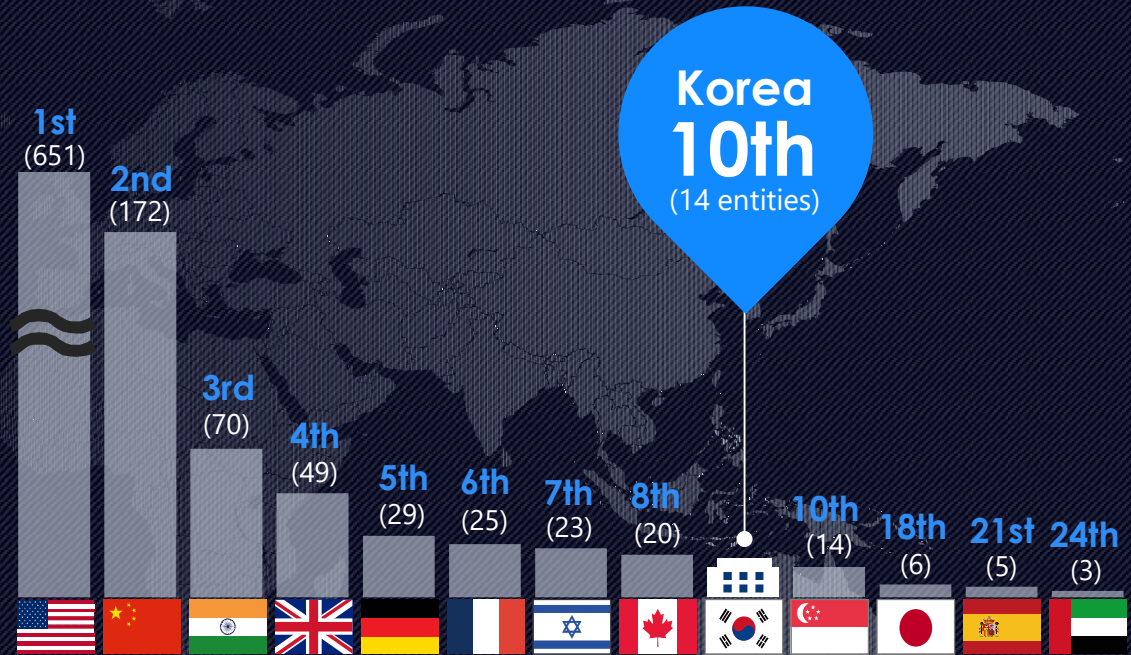 1st
(651)
2nd
(172)
3rd
(70)
4th
(49)
5th
(29)
6th
(25)
7th
(23)
8th
(20)
Korea
10th
(14 entities)
10th
(14)
18th
(6)
21st
(5)
24th
(3)